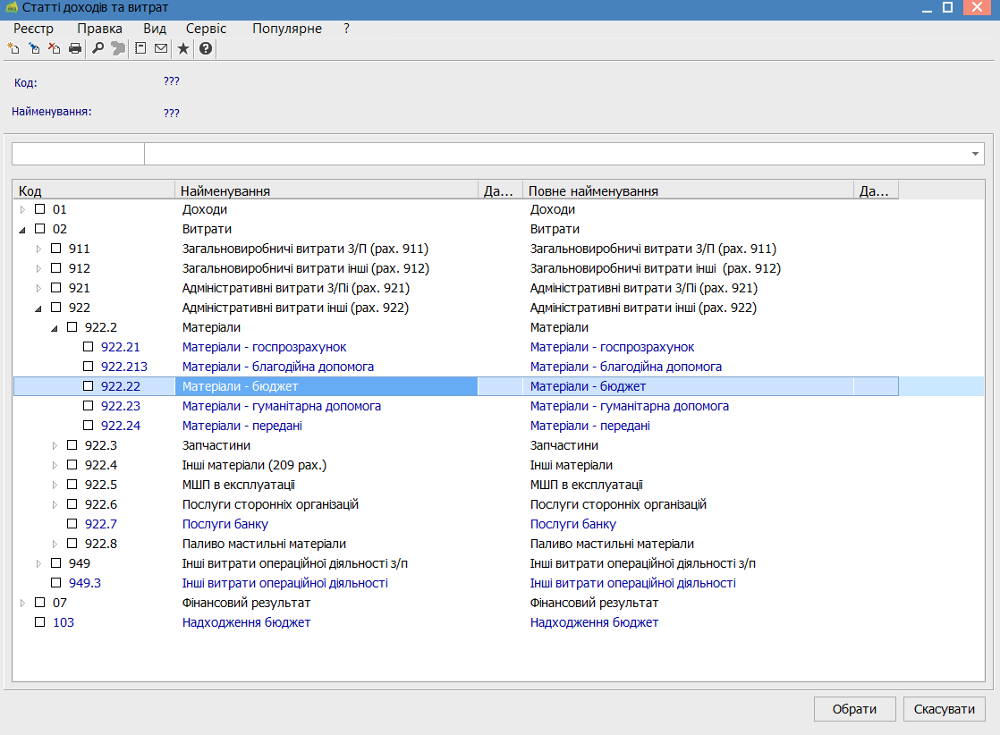 Статті доходів та витрат
Реєстр Правка Вид Сервіс Популярне ?
Код: ???
Найменування: ???
Код Найменування Да... Повне найменування Да...
01 Доходи Доходи
02 Витрати Витрати
911 Загальновиробничі витрати З/П (рах. 911) Загальновиробничі витрати З/П (рах. 911)
912 Загальновиробничі витрати інші (рах. 912) Загальновиробничі витрати інші (рах. 912)
921 Адміністративні витрати З/Пі (рах. 921) Адміністративні витрати З/Пі (рах. 921)
922 Адміністративні витрати інші (рах. 922) Адміністративні витрати інші (рах. 922)
922.2 Матеріали Матеріали
922.21 Матеріали - госпрозрахунок Матеріали - госпрозрахунок
922.213 Матеріали - благодійна допомога Матеріали - благодійна допомога
922.22 Матеріали - бюджет Матеріали - бюджет
922.23 Матеріали - гуманітарна допомога Матеріали - гуманітарна допомога
922.24 Матеріали - передані Матеріали - передані
922.3 Запчастини Запчастини
922.4 Інші матеріали (209 рах.) Інші матеріали
922.5 МШП в експлуатації МШП в експлуатації
922.6 Послуги сторонніх організацій Послуги сторонніх організацій
922.7 Послуги банку Послуги банку
922.8 Паливо мастильні матеріали Паливо мастильні матеріали
949 Інші витрати операційної діяльності з/п Інші витрати операційної діяльності з/п
949.3 Інші витрати операційної діяльності Інші витрати операційної діяльності
07 Фінансовий результат Фінансовий результат
103 Надходження бюджет Надходження бюджет
Обрати Скасувати